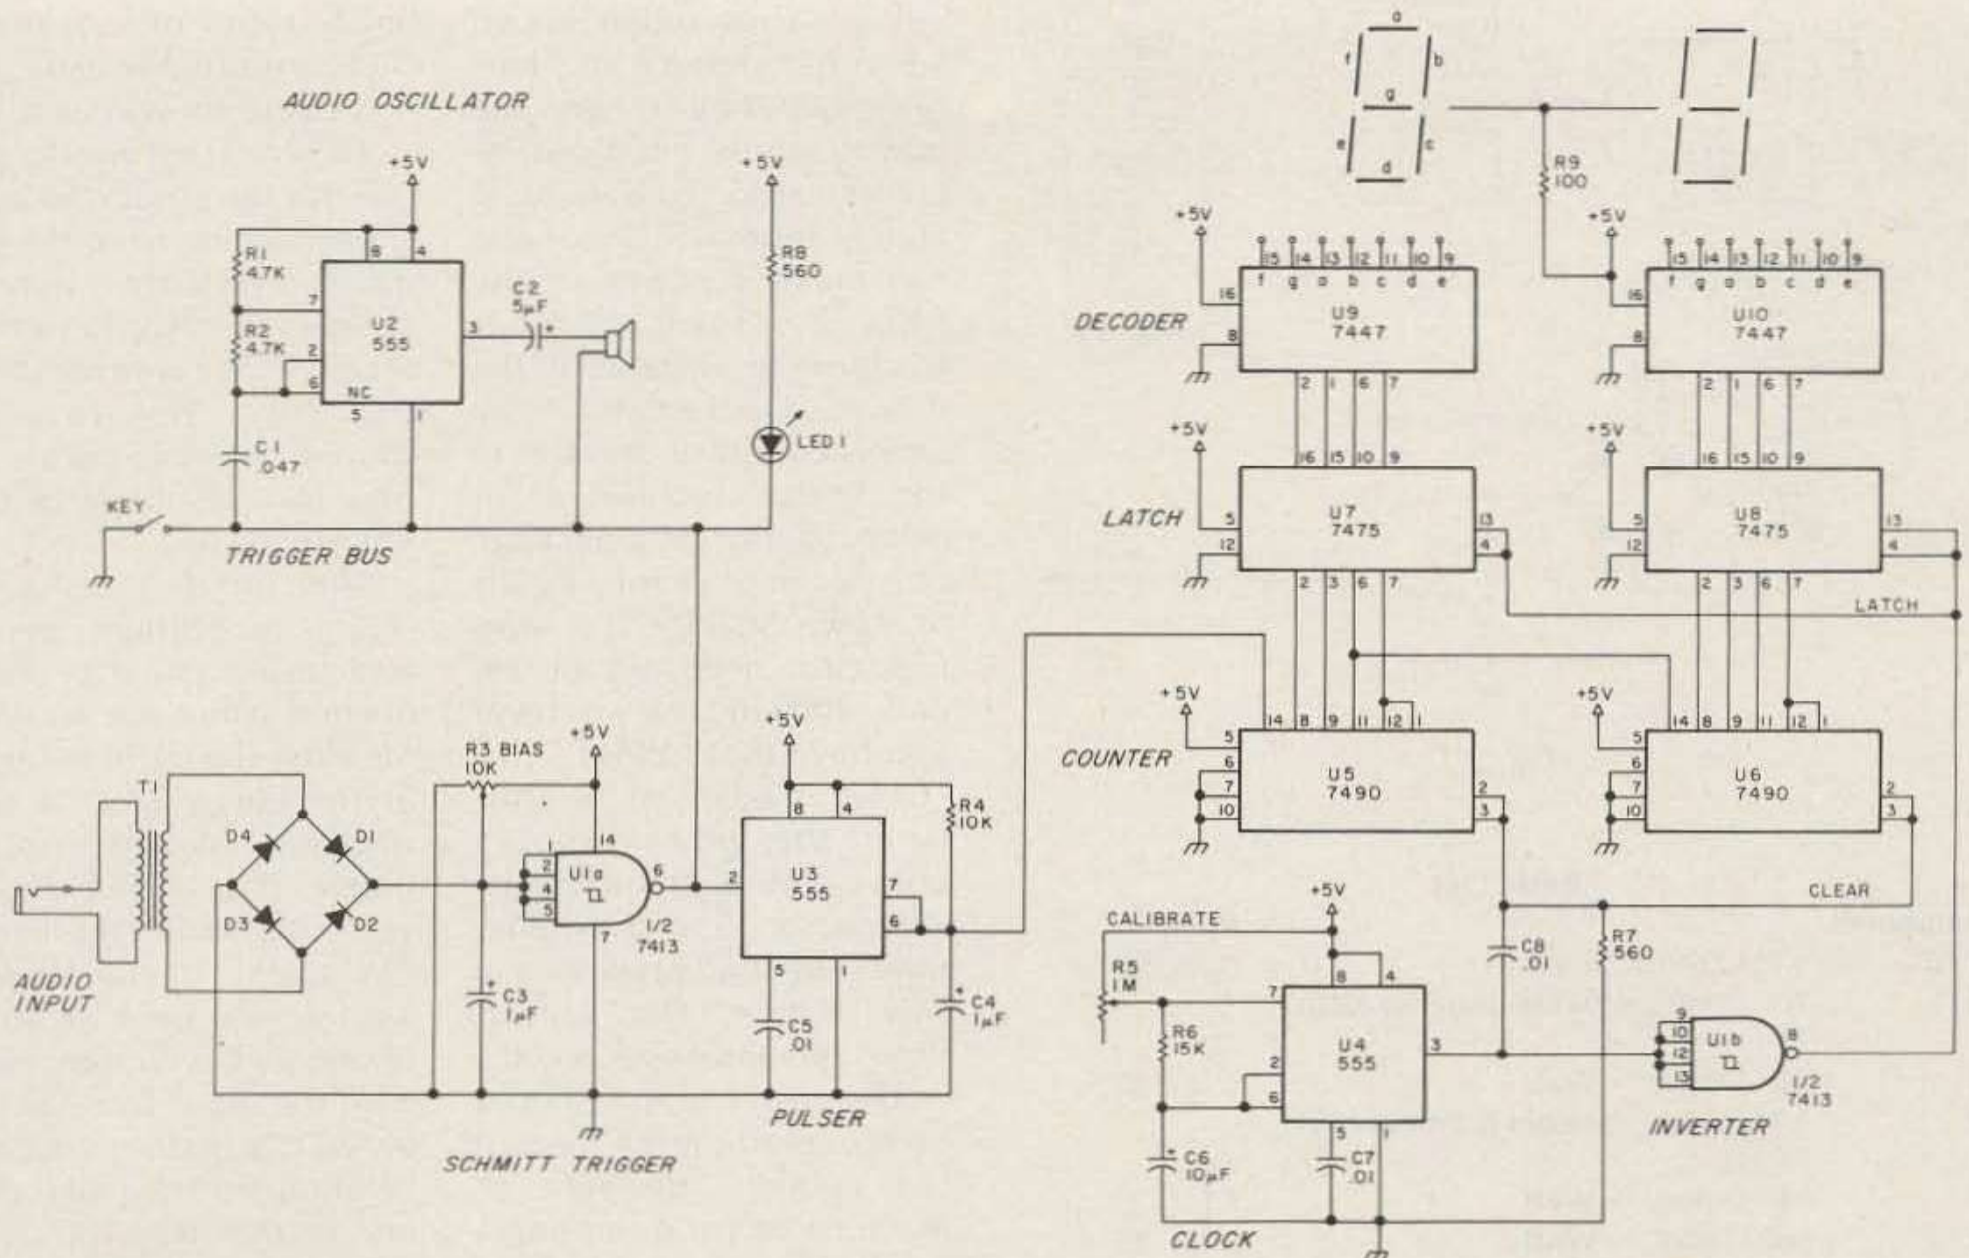 AUDIO OSCILLATOR
+5V
8
4
R1
4.7K
7
R2
4.7K
U2
555
2
6
NC
5
1
3
C2
5µF
+
C1
.047
KEY
TRIGGER BUS
+5V
R8
560
LED 1
AUDIO INPUT
T1
D4
D1
D3
D2
R3 BIAS
10K
+5V
14
1
2
4
5
U1a
6
7
1/2
7413
+
C3
1µF
SCHMITT TRIGGER
+5V
8
4
R4
10K
2
U3
555
7
6
5
1
C5
.01
+
C4
1µF
PULSER
a
f
b
g
e
c
d
R9
100
DECODER
+5V
15 14 13 12 11 10 9
f g a b c d e
16
8
U9
7447
2 1 6 7
+5V
15 14 13 12 11 10 9
f g a b c d e
16
8
U10
7447
2 1 6 7
LATCH
+5V
16 15 10 9
5
12
U7
7475
13
4
2 3 6 7
+5V
16 15 10 9
5
12
U8
7475
13
4
2 3 6 7
LATCH
COUNTER
+5V
14 8 9 11 12 1
5
6
7
10
U5
7490
2
3
+5V
14 8 9 11 12 1
5
6
7
10
U6
7490
2
3
CLEAR
CALIBRATE
+5V
R5
1M
8
4
7
R6
15K
U4
555
2
6
3
5
1
+
C6
10µF
C7
.01
C8
.01
R7
560
CLOCK
9
10
12
13
U1b
8
1/2
7413
INVERTER